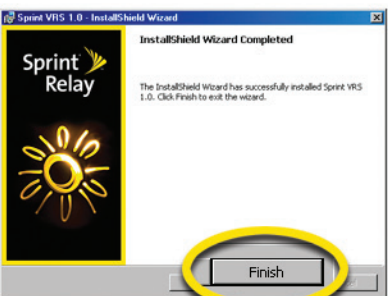 Sprint VRS 1.0 - InstallShield Wizard
InstallShield Wizard Completed
Sprint
Relay
The InstallShield Wizard has successfully installed Sprint VRS
1.0. Click Finish to exit the wizard.
Finish